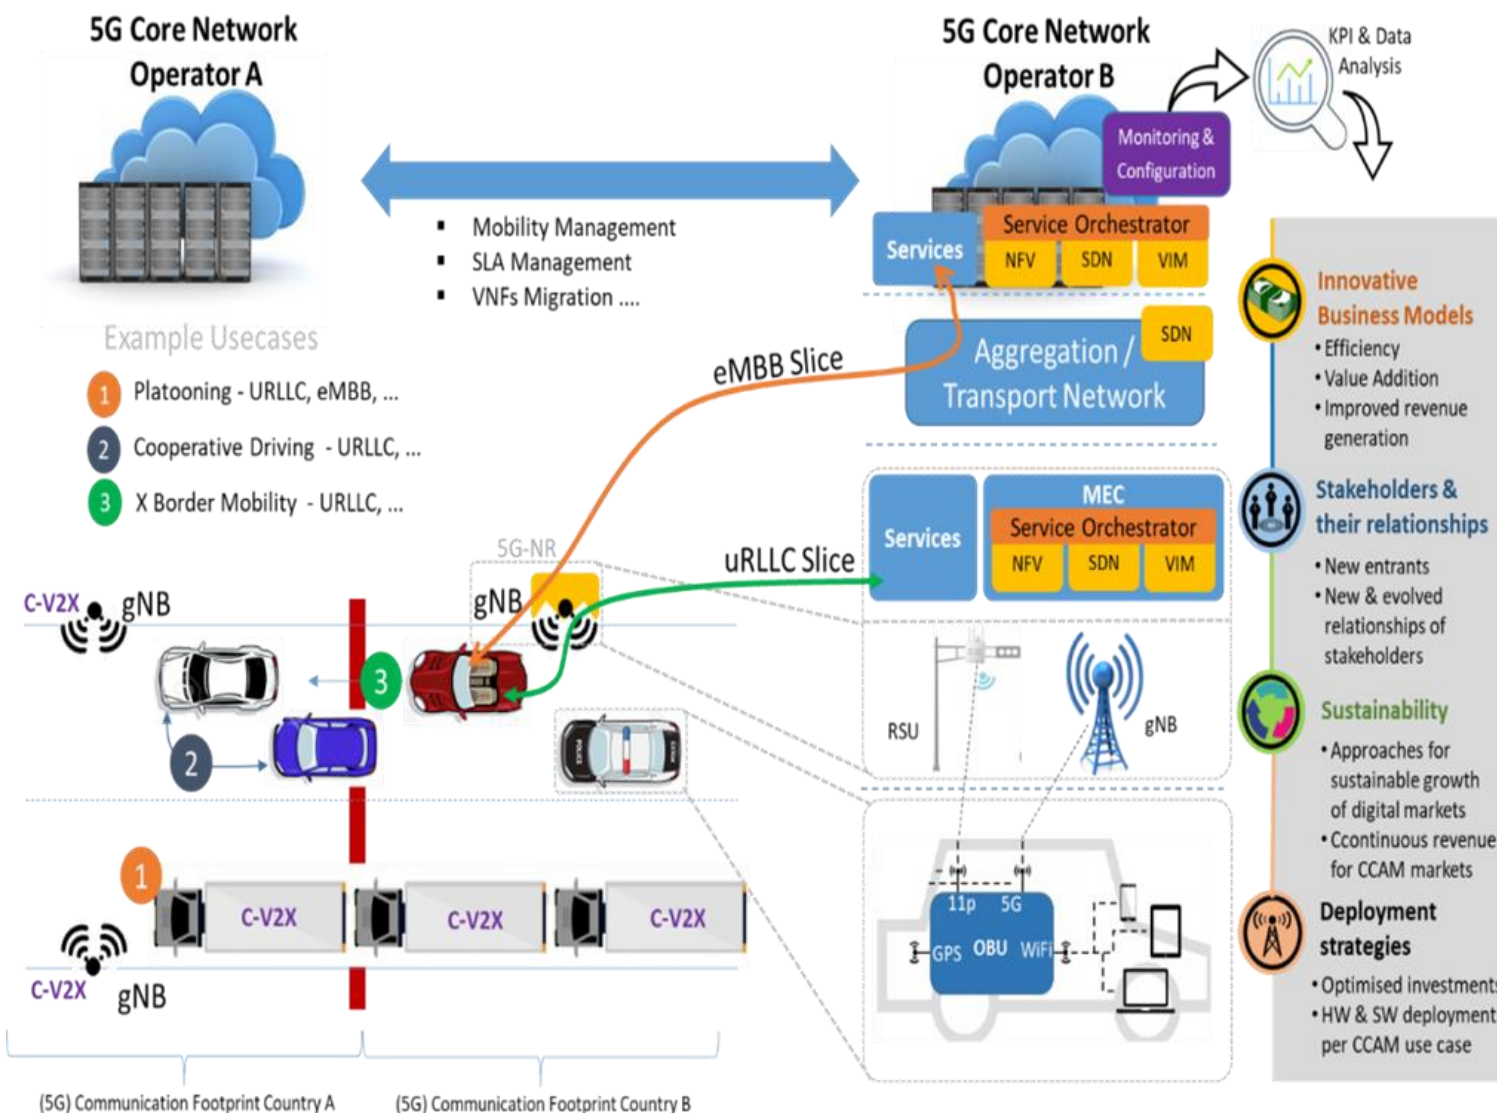 5G Core Network
Operator A
5G Core Network
Operator B
KPI & Data
Analysis
Monitoring &
Configuration
▪ Mobility Management
▪ SLA Management
▪ VNFs Migration ....
Services
Service Orchestrator
NFV
SDN
VIM
Example Usecases
1 Platooning - URLLC, eMBB, ...
2 Cooperative Driving - URLLC, ...
3 X Border Mobility - URLLC, ...
eMBB Slice
SDN
Aggregation /
Transport Network
Services
MEC
Service Orchestrator
NFV
SDN
VIM
uRLLC Slice
5G-NR
C-V2X
gNB
gNB
3
2
POLICE
RSU
gNB
1
C-V2X
C-V2X
C-V2X
C-V2X
gNB
11p
5G
GPS
OBU
WiFi
(5G) Communication Footprint Country A
(5G) Communication Footprint Country B
Innovative
Business Models
• Efficiency
• Value Addition
• Improved revenue
generation
Stakeholders &
their relationships
• New entrants
• New & evolved
relationships of
stakeholders
Sustainability
• Approaches for
sustainable growth
of digital markets
• Ccontinuous revenue
for CCAM markets
Deployment
strategies
• Optimised investments
• HW & SW deployment
per CCAM use case